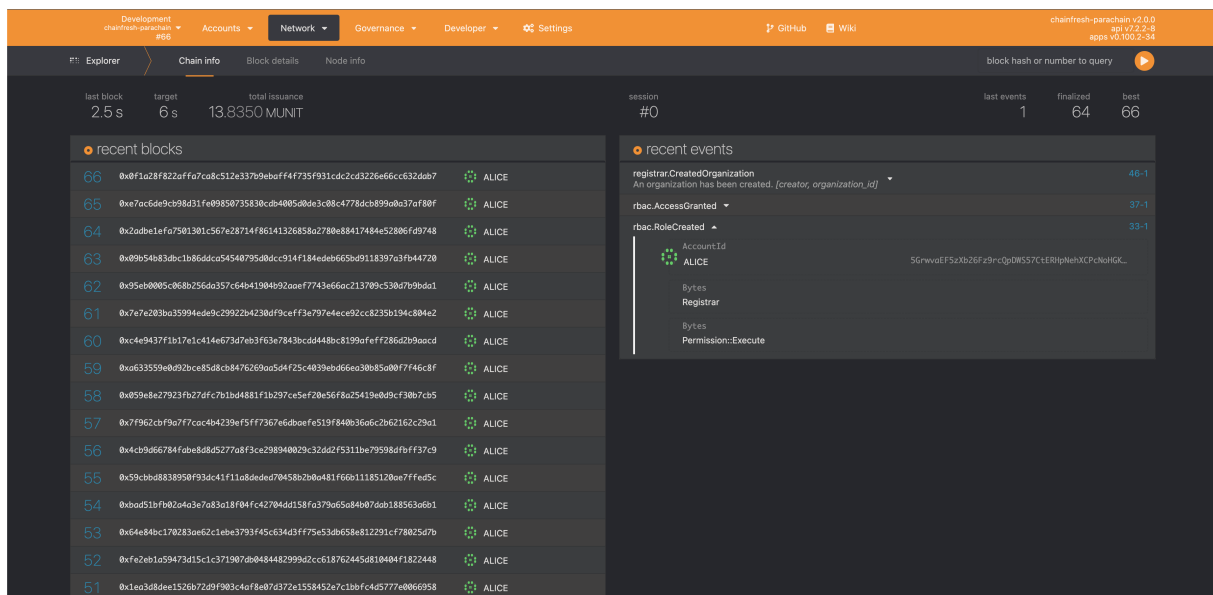 Development
chainfresh-parachain
#66
Accounts
Network
Governance
Developer
Settings
GitHub
Wiki
chainfresh-parachain v2.0.0
api v7.2.2-8
apps v0.100.2-34
Explorer
Chain info
Block details
Node info
block hash or number to query
last block
2.5 s
target
6 s
total issuance
13.8350 MUNIT
session
#0
last events
1
finalized
64
best
66
recent blocks
66 0x0f1a28f822affa7ca8c512e337b9ebaff4f735f931cdc2cd3226e66cc632dab7 ALICE
65 0xe7ac6de9cb98d31fe09850735830cdb4005d0de3c08c4778dcb899a0a37af80f ALICE
64 0x2adbe1efa7501301c567e28714f86141326858a2780e88417484e52806fd9748 ALICE
63 0x09b54b83dbc1b86ddca54540795d0dcc914f184edeb665bd9118397a3fb44720 ALICE
62 0x95eb0005c068b256da357c64b41904b92aaef7743e66ac213709c530d7b9bda1 ALICE
61 0x7e7e203ba35994ede9c29922b4230df9ceff3e797e4ece92cc8235b194c804e2 ALICE
60 0xc4e9437f1b17e1c414e673d7eb3f63e7843bcdd448bc8199afeff286d2b9aacd ALICE
59 0xa633559e0d92bce85d8cb8476269aa5d4f25c4039ebd66ea30b85a00f7f46c8f ALICE
58 0x059e8e27923fb27dfc7b1bd4881f1b297ce5ef20e56f8a25419e0d9cf30b7cb5 ALICE
57 0x7f962cbf9a7f7cac4b4239ef5ff7367e6dbaefe519f840b36a6c2b62162c29a1 ALICE
56 0x4cb9d66784fabe8d8d5277a8f3ce298940029c32dd2f5311be79598dfbff37c9 ALICE
55 0x59cbbd8838950f93dc41f11a8deded70458b2b0a481f66b11185120ae7ffed5c ALICE
54 0xbad51bfb02a4a3e7a83a18f04fc42704dd158fa379a65a84b07dab188563a6b1 ALICE
53 0x64e84bc170283ae62c1ebe3793f45c634d3ff75e53db658e812291cf78025d7b ALICE
52 0xfe2eb1a59473d15c1c371907db0484482999d2cc618762445d810404f1822448 ALICE
51 0x1ea3d8dee1526b72d9f903c4af8e07d372e1558452e7c1bbfc4d5777e0066958 ALICE
recent events
registrar.CreatedOrganization 46-1
An organization has been created. [creator, organization_id]
rbac.AccessGranted 37-1
rbac.RoleCreated 33-1
AccountId
ALICE 5GrwvaEF5zXb26Fz9rcQpDWS57CtERHpNehXCPcNoHGK…
Bytes
Registrar
Bytes
Permission::Execute